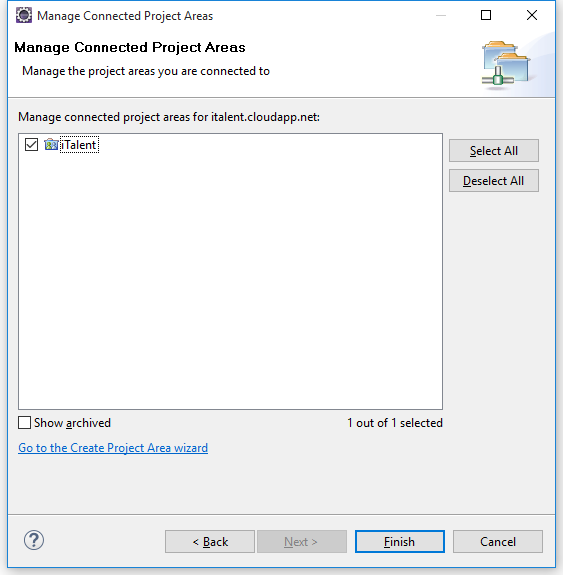 Manage Connected Project Areas
Manage Connected Project Areas
Manage the project areas you are connected to
Manage connected project areas for italent.cloudapp.net:
iTalent
Select All
Deselect All
Show archived
1 out of 1 selected
Go to the Create Project Area wizard
?
< Back
Next >
Finish
Cancel